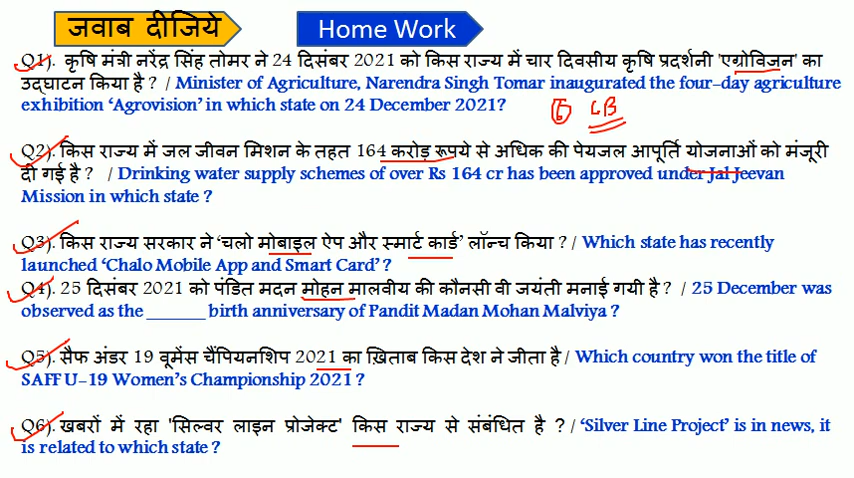 जवाब दीजिये
Home Work
Q1). कृषि मंत्री नरेंद्र सिंह तोमर ने 24 दिसंबर 2021 को किस राज्य में चार दिवसीय कृषि प्रदर्शनी 'एग्रोविजन' का
उद्घाटन किया है ? / Minister of Agriculture, Narendra Singh Tomar inaugurated the four-day agriculture
exhibition ‘Agrovision’ in which state on 24 December 2021?
Q2). किस राज्य में जल जीवन मिशन के तहत 164 करोड़ रूपये से अधिक की पेयजल आपूर्ति योजनाओं को मंजूरी
दी गई है ? / Drinking water supply schemes of over Rs 164 cr has been approved under Jal Jeevan
Mission in which state ?
Q3). किस राज्य सरकार ने ‘चलो मोबाइल ऐप और स्मार्ट कार्ड’ लॉन्च किया ? / Which state has recently
launched ‘Chalo Mobile App and Smart Card’ ?
Q4). 25 दिसंबर 2021 को पंडित मदन मोहन मालवीय की कौनसी वी जयंती मनाई गयी है ? / 25 December was
observed as the ______ birth anniversary of Pandit Madan Mohan Malviya ?
Q5). सैफ अंडर 19 वूमेंस चैंपियनशिप 2021 का ख़िताब किस देश ने जीता है / Which country won the title of
SAFF U-19 Women’s Championship 2021 ?
Q6). खबरों में रहा 'सिल्वर लाइन प्रोजेक्ट' किस राज्य से संबंधित है ? / ‘Silver Line Project’ is in news, it
is related to which state ?